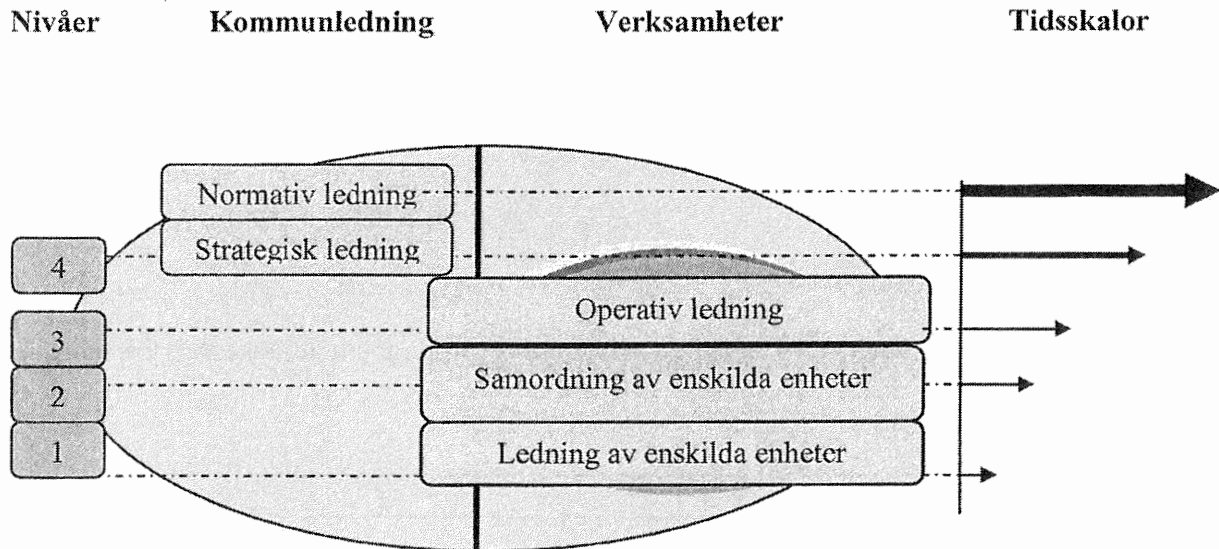 Nivåer Kommunledning Verksamheter Tidsskalor
Normativ ledning
4 Strategisk ledning
Operativ ledning
3
2 Samordning av enskilda enheter
1 Ledning av enskilda enheter